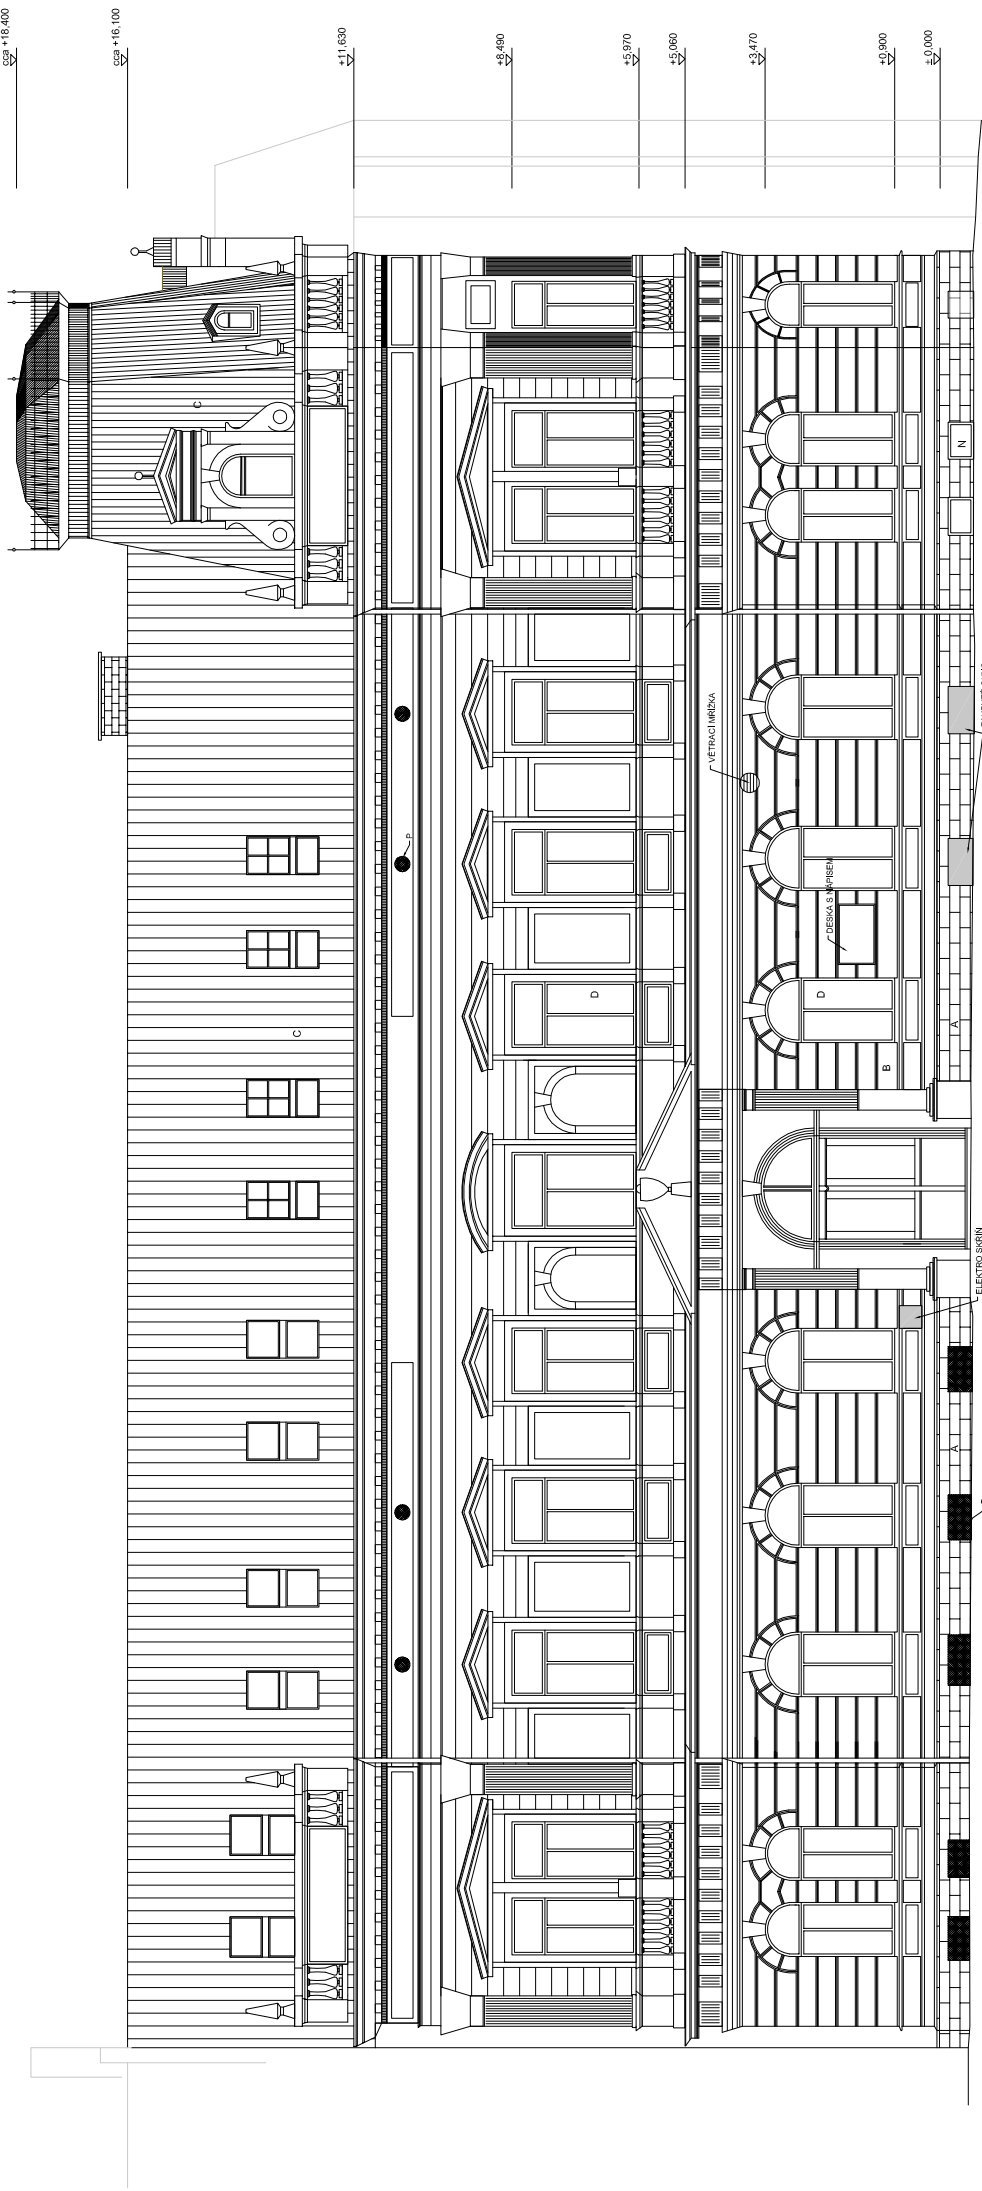 cca +18,400
cca +16,100
+11,630
+8,490
+5,970
+5,060
+3,470
+0,900
± 0,000
C
N
VĚTRACÍ MŘÍŽKA
P
DESKA S NÁPISEM
C
D
D
A
B
ELEKTRO SKŘÍŇ
A